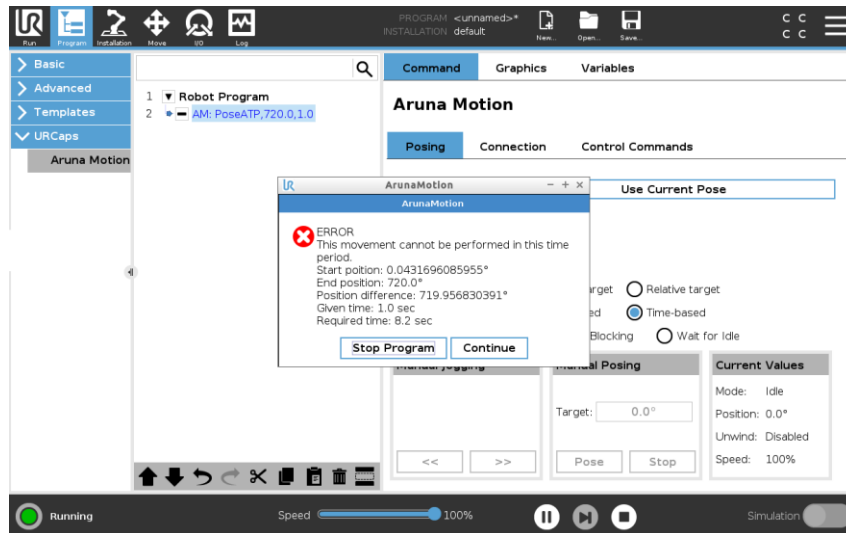 PROGRAM <unnamed>*
INSTALLATION default
UR
Run
Program
Installation
Move
I/O
Log
New...
Open...
Save...
C C
C C
Basic
Advanced
Templates
URCaps
Aruna Motion
1 Robot Program
2 AM: PoseATP,720.0,1.0
Command Graphics Variables
Aruna Motion
Posing Connection Control Commands
Use Current Pose
ArunaMotion
ArunaMotion
ERROR
This movement cannot be performed in this time
period.
Start poition: 0.0431696085955°
End position: 720.0°
Position difference: 719.956830391°
Given time: 1.0 sec
Required time: 8.2 sec
Stop Program Continue
Relative target
Time-based
Blocking Wait for Idle
Manual Posing
Target: 0.0°
Pose Stop
<< >>
Current Values
Mode: Idle
Position: 0.0°
Unwind: Disabled
Speed: 100%
Running
Speed 100%
Simulation